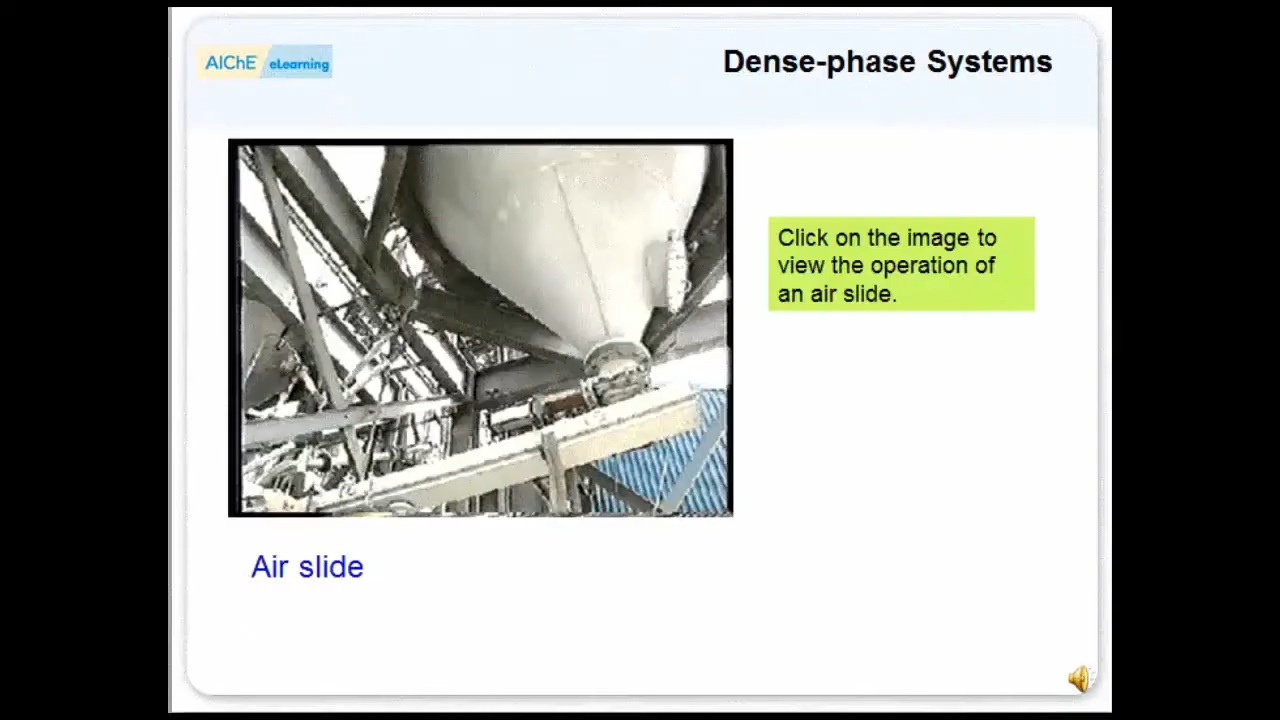 AIChE eLearning
Dense-phase Systems
Click on the image to
view the operation of
an air slide.
Air slide